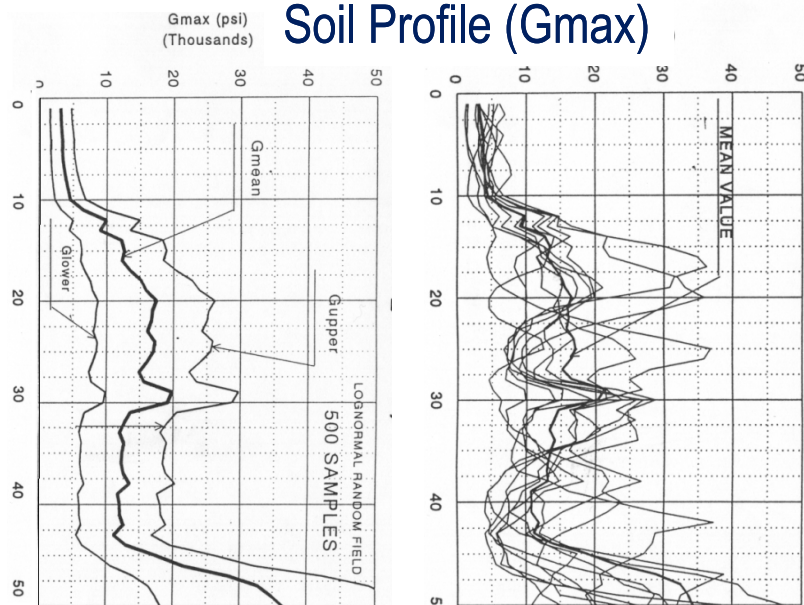 Soil Profile (Gmax)
Gmax (psi)
(Thousands)
0
10
20
30
40
50
0
10
20
30
40
50
Gmean
Glower
Gupper
LOGNORMAL RANDOM FIELD
500 SAMPLES
0
10
20
30
40
50
0
10
20
30
40
5
MEAN VALUE